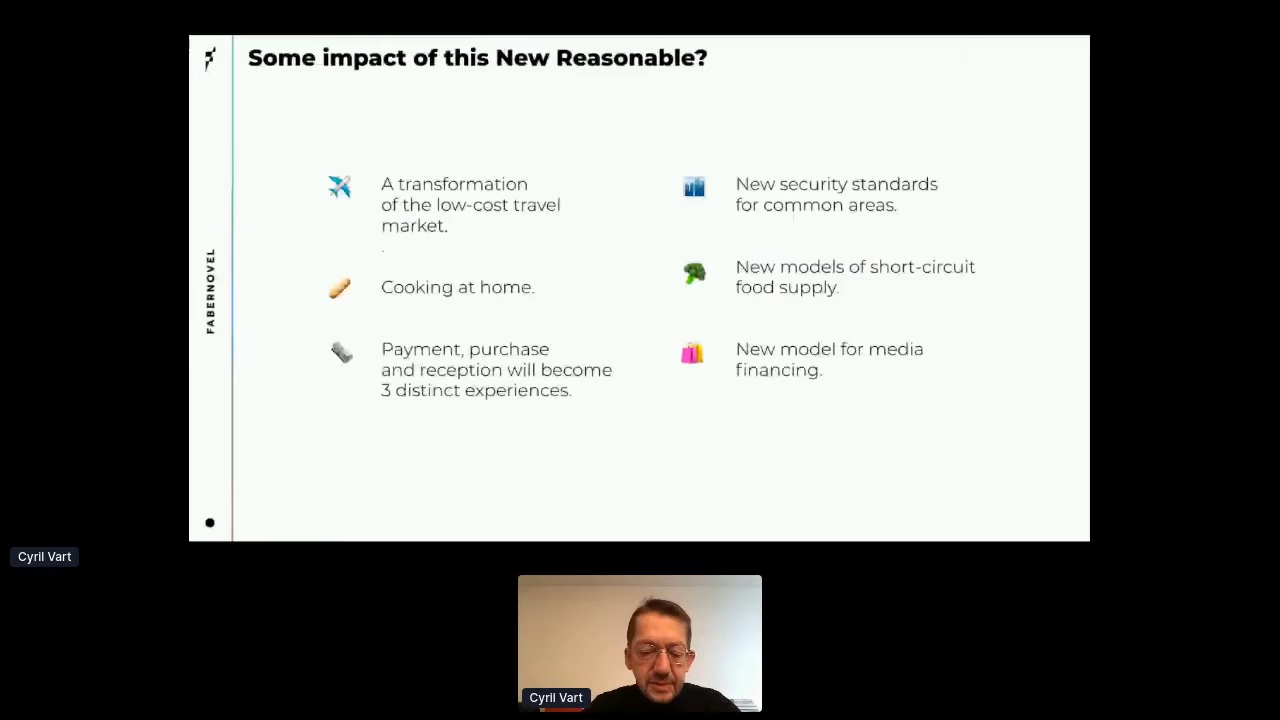 Some impact of this New Reasonable?
A transformation
of the low-cost travel
market.
.
Cooking at home.
Payment, purchase
and reception will become
3 distinct experiences.
New security standards
for common areas.
New models of short-circuit
food supply.
New model for media
financing.
FABERNOVEL
Cyril Vart
Cyril Vart